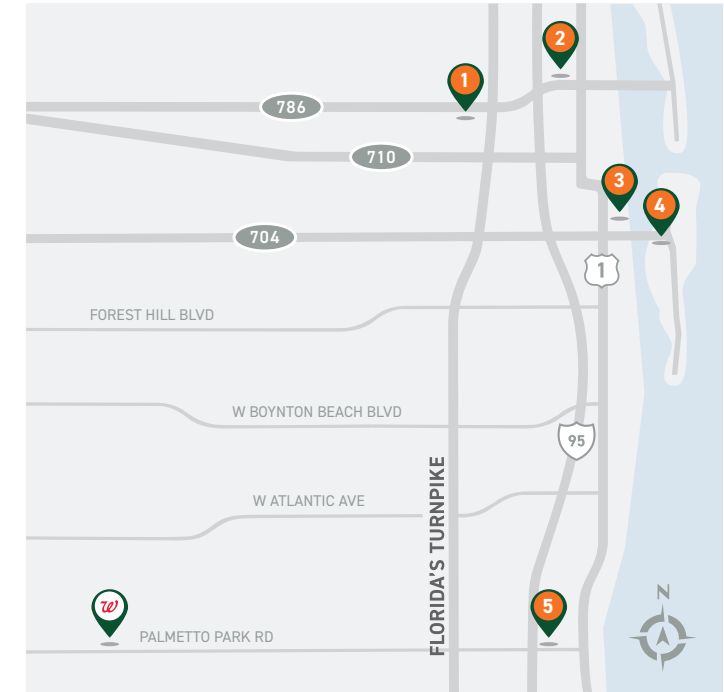 2
1
786
710
3
4
704
1
FOREST HILL BLVD
W BOYNTON BEACH BLVD
95
W ATLANTIC AVE
FLORIDA'S TURNPIKE
N
W
5
PALMETTO PARK RD